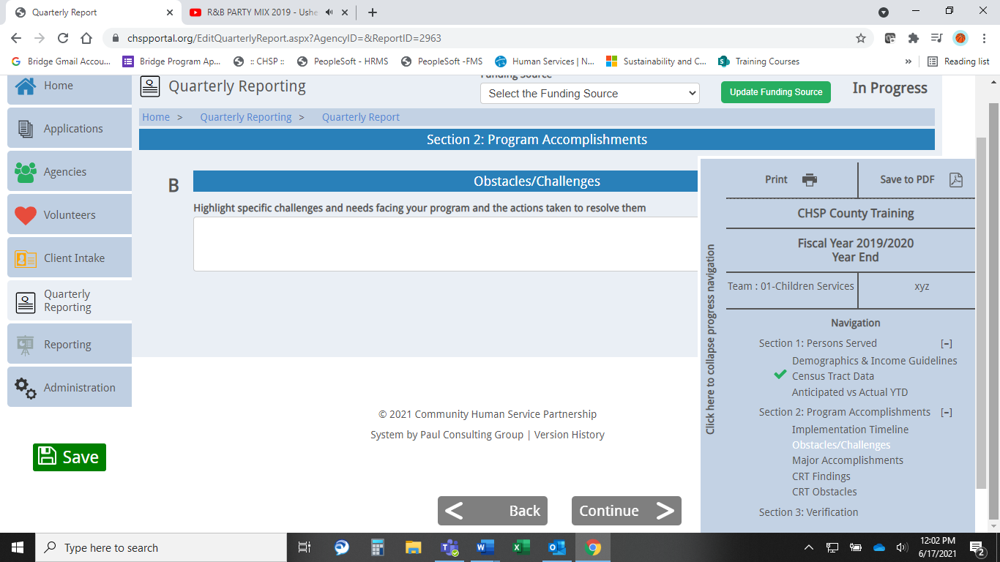 Quarterly Report
R&B PARTY MIX 2019 - Ushe
chspportal.org/EditQuarterlyReport.aspx?AgencyID=&ReportID=2963
Bridge Gmail Accou...
Bridge Program Ap...
:: CHSP ::
PeopleSoft - HRMS
PeopleSoft -FMS
Human Services | N...
Sustainability and C...
Training Courses
»
Reading list
Home
Applications
Agencies
Volunteers
Client Intake
Quarterly
Reporting
Reporting
Administration
Save
Q
Quarterly Reporting
Funding Source
Select the Funding Source
Update Funding Source
In Progress
Home >
Quarterly Reporting >
Quarterly Report
Section 2: Program Accomplishments
B
Obstacles/Challenges
Highlight specific challenges and needs facing your program and the actions taken to resolve them
Click here to collapse progress navigation
Print
Save to PDF
CHSP County Training
Fiscal Year 2019/2020
Year End
Team : 01-Children Services
xyz
Navigation
Section 1: Persons Served [-]
Demographics & Income Guidelines
Census Tract Data
Anticipated vs Actual YTD
Section 2: Program Accomplishments [-]
Implementation Timeline
Obstacles/Challenges
Major Accomplishments
CRT Findings
CRT Obstacles
Section 3: Verification
© 2021 Community Human Service Partnership
System by Paul Consulting Group | Version History
< Back
Continue >
Type here to search
12:02 PM
6/17/2021
2